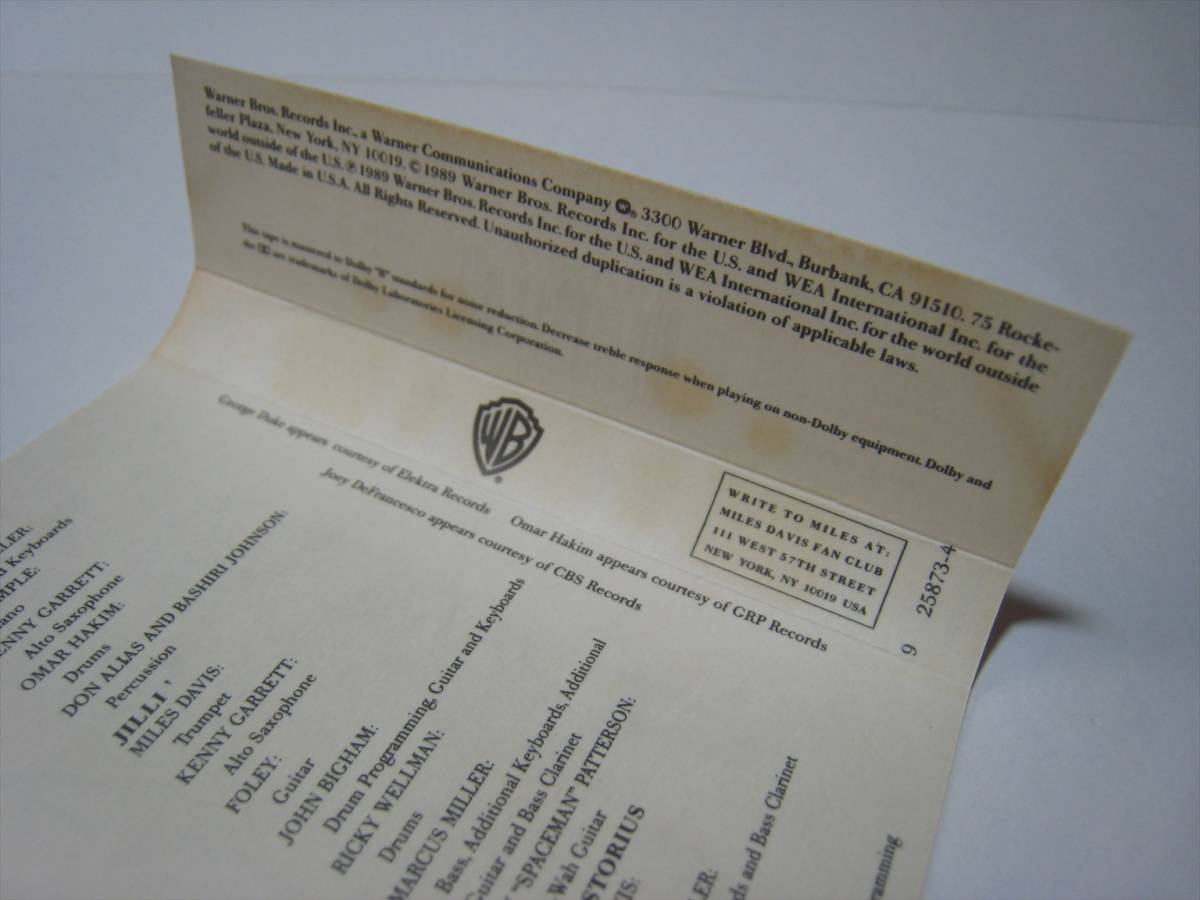 Warner Bros. Records Inc., a Warner Communications Company 3300 Warner Blvd., Burbank, CA 91510. 75 Rocke-
feller Plaza, New York, NY 10019. © 1989 Warner Bros. Records Inc. for the U.S. and WEA International Inc. for the
world outside of the U.S. ℗ 1989 Warner Bros. Records Inc. for the U.S. and WEA International Inc. for the world outside
of the U.S. Made in U.S.A. All Rights Reserved. Unauthorized duplication is a violation of applicable laws.
This tape is mastered to Dolby "B" standards for noise reduction. Decrease treble response when playing on non-Dolby equipment. Dolby and
the are trademarks of Dolby Laboratories Licensing Corporation.
WB
®
WRITE TO MILES AT:
MILES DAVIS FAN CLUB
111 WEST 57TH STREET
NEW YORK, NY 10019 USA
9 25873-4
George Duke appears courtesy of Elektra Records Omar Hakim appears courtesy of GRP Records
Joey DeFrancesco appears courtesy of CBS Records
LER:
d Keyboards
MPLE:
ano
ENNY CARRETT:
Alto Saxophone
OMAR HAKIM:
Drums
DON ALIAS AND BASHIRI JOHNSON:
Percussion
JILLI
MILES DAVIS:
Trumpet
KENNY GARRETT:
Alto Saxophone
FOLEY:
Guitar
JOHN BIGHAM:
Drum Programming, Guitar and Keyboards
RICKY WELLMAN:
Drums
MARCUS MILLER:
Bass, Additional Keyboards, Additional
Guitar and Bass Clarinet
"SPACEMAN" PATTERSON:
Wah Guitar
STORIUS
IS:
LER:
ds and Bass Clarinet
ramming